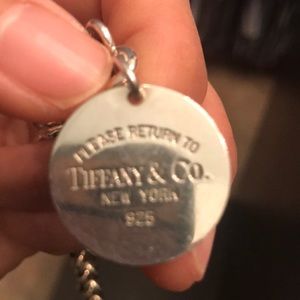 PLEASE RETURN TO
TIFFANY & CO.
NEW YORK
925